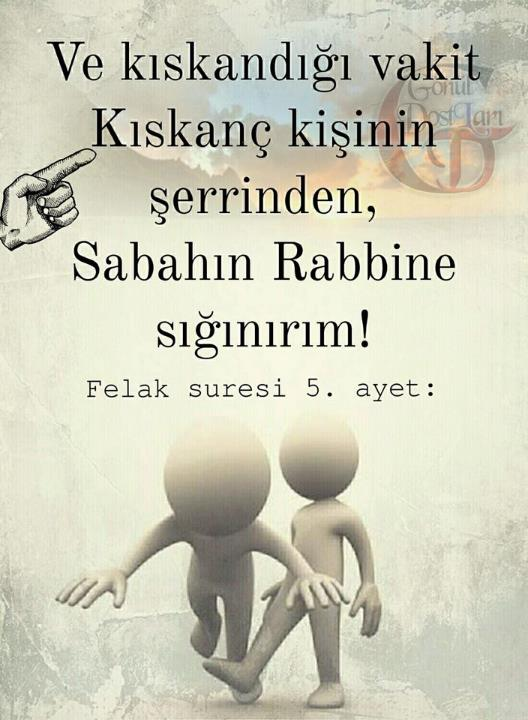 Ve kıskandığı vakit
Kıskanç kişinin
şerrinden,
Sabahın Rabbine
sığınırım!
Felak suresi 5. ayet:
Gönül
Dostları